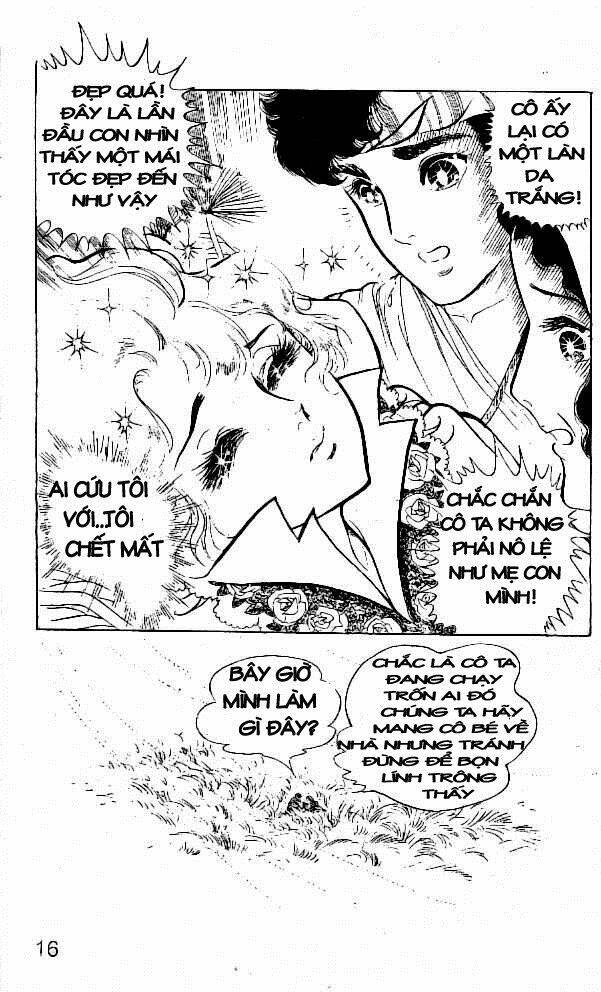 ĐẸP QUÁ!
ĐÂY LÀ LẦN
ĐẦU CON NHÌN
THẤY MỘT MÁI
TÓC ĐẸP ĐẾN
NHƯ VẬY
CÔ ẤY
LẠI CÓ
MỘT LÀN
DA
TRẮNG!
AI CỨU TÔI
VỚI...TÔI
CHẾT MẤT
CHẮC CHẮN
CÔ TA KHÔNG
PHẢI NÔ LỆ
NHƯ MẸ CON
MÌNH!
BÂY GIỜ
MÌNH LÀM
GÌ ĐÂY?
CHẮC LÀ CÔ TA
ĐANG CHẠY
TRỐN AI ĐÓ
CHÚNG TA HÃY
MANG CÔ BÉ VỀ
NHÀ NHƯNG TRÁNH
ĐỪNG ĐỂ BỌN
LÍNH TRÔNG
THẤY
16